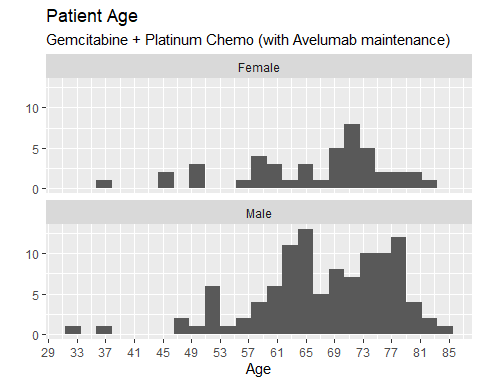 Patient Age
Gemcitabine + Platinum Chemo (with Avelumab maintenance)
Female
10
5
0
Male
10
5
0
29 33 37 41 45 49 53 57 61 65 69 73 77 81 85
Age